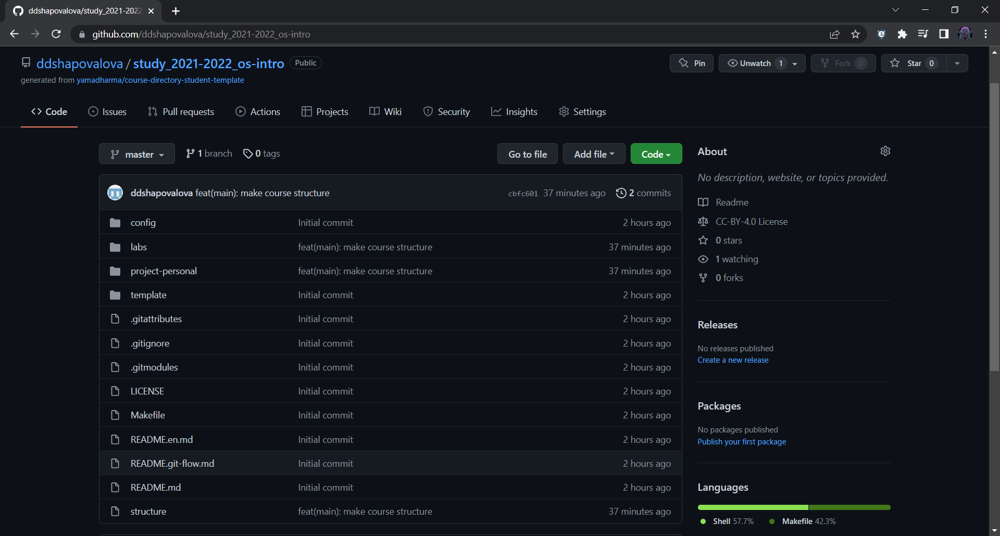 ddshapovalova/study_2021-2022
github.com/ddshapovalova/study_2021-2022_os-intro
ddshapovalova / study_2021-2022_os-intro Public
Pin
Unwatch 1
Fork 0
Star 0
generated from yamadharma/course-directory-student-template
Code Issues Pull requests Actions Projects Wiki Security Insights Settings
master 1 branch 0 tags Go to file Add file Code
ddshapovalova feat(main): make course structure cbfc601 37 minutes ago 2 commits
config Initial commit 2 hours ago
labs feat(main): make course structure 37 minutes ago
project-personal feat(main): make course structure 37 minutes ago
template Initial commit 2 hours ago
.gitattributes Initial commit 2 hours ago
.gitignore Initial commit 2 hours ago
.gitmodules Initial commit 2 hours ago
LICENSE Initial commit 2 hours ago
Makefile Initial commit 2 hours ago
README.en.md Initial commit 2 hours ago
README.git-flow.md Initial commit 2 hours ago
README.md Initial commit 2 hours ago
structure feat(main): make course structure 37 minutes ago
About
No description, website, or topics provided.
Readme
CC-BY-4.0 License
0 stars
1 watching
0 forks
Releases
No releases published
Create a new release
Packages
No packages published
Publish your first package
Languages
Shell 57.7% Makefile 42.3%